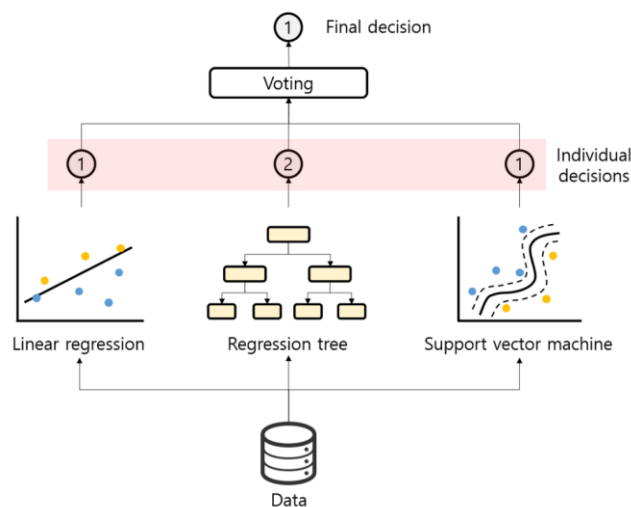 1
Final decision
Voting
1
2
1
Individual
decisions
Linear regression
Regression tree
Support vector machine
Data